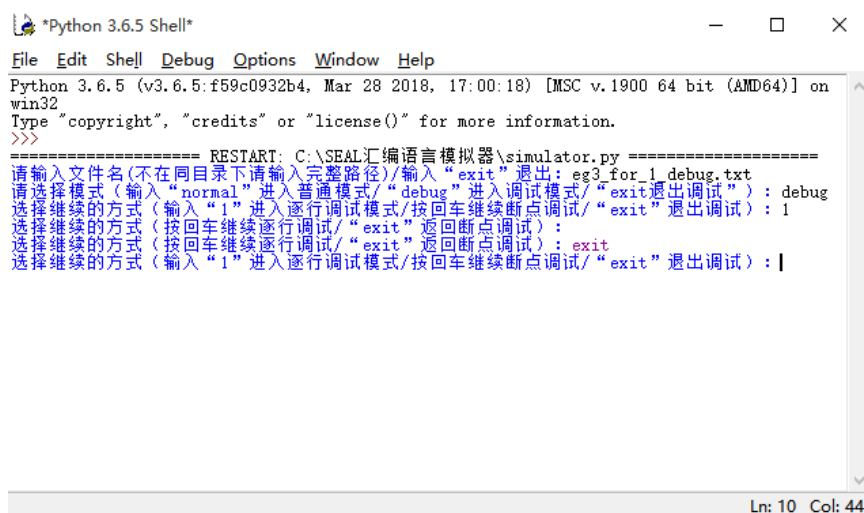 *Python 3.6.5 Shell*
File Edit Shell Debug Options Window Help
Python 3.6.5 (v3.6.5:f59c0932b4, Mar 28 2018, 17:00:18) [MSC v.1900 64 bit (AMD64)] on
win32
Type "copyright", "credits" or "license()" for more information.
>>>
==================== RESTART: C:\SEAL汇编语言模拟器\simulator.py ====================
请输入文件名(不在同目录下请输入完整路径)/输入“exit”退出: eg3_for_1_debug.txt
请选择模式（输入“normal”进入普通模式/“debug”进入调试模式/“exit退出调试”）: debug
选择继续的方式（输入“1”进入逐行调试模式/按回车继续断点调试/“exit”退出调试）: 1
选择继续的方式（按回车继续逐行调试/“exit”返回断点调试）:
选择继续的方式（按回车继续逐行调试/“exit”返回断点调试）: exit
选择继续的方式（输入“1”进入逐行调试模式/按回车继续断点调试/“exit”退出调试）:
Ln: 10 Col: 44